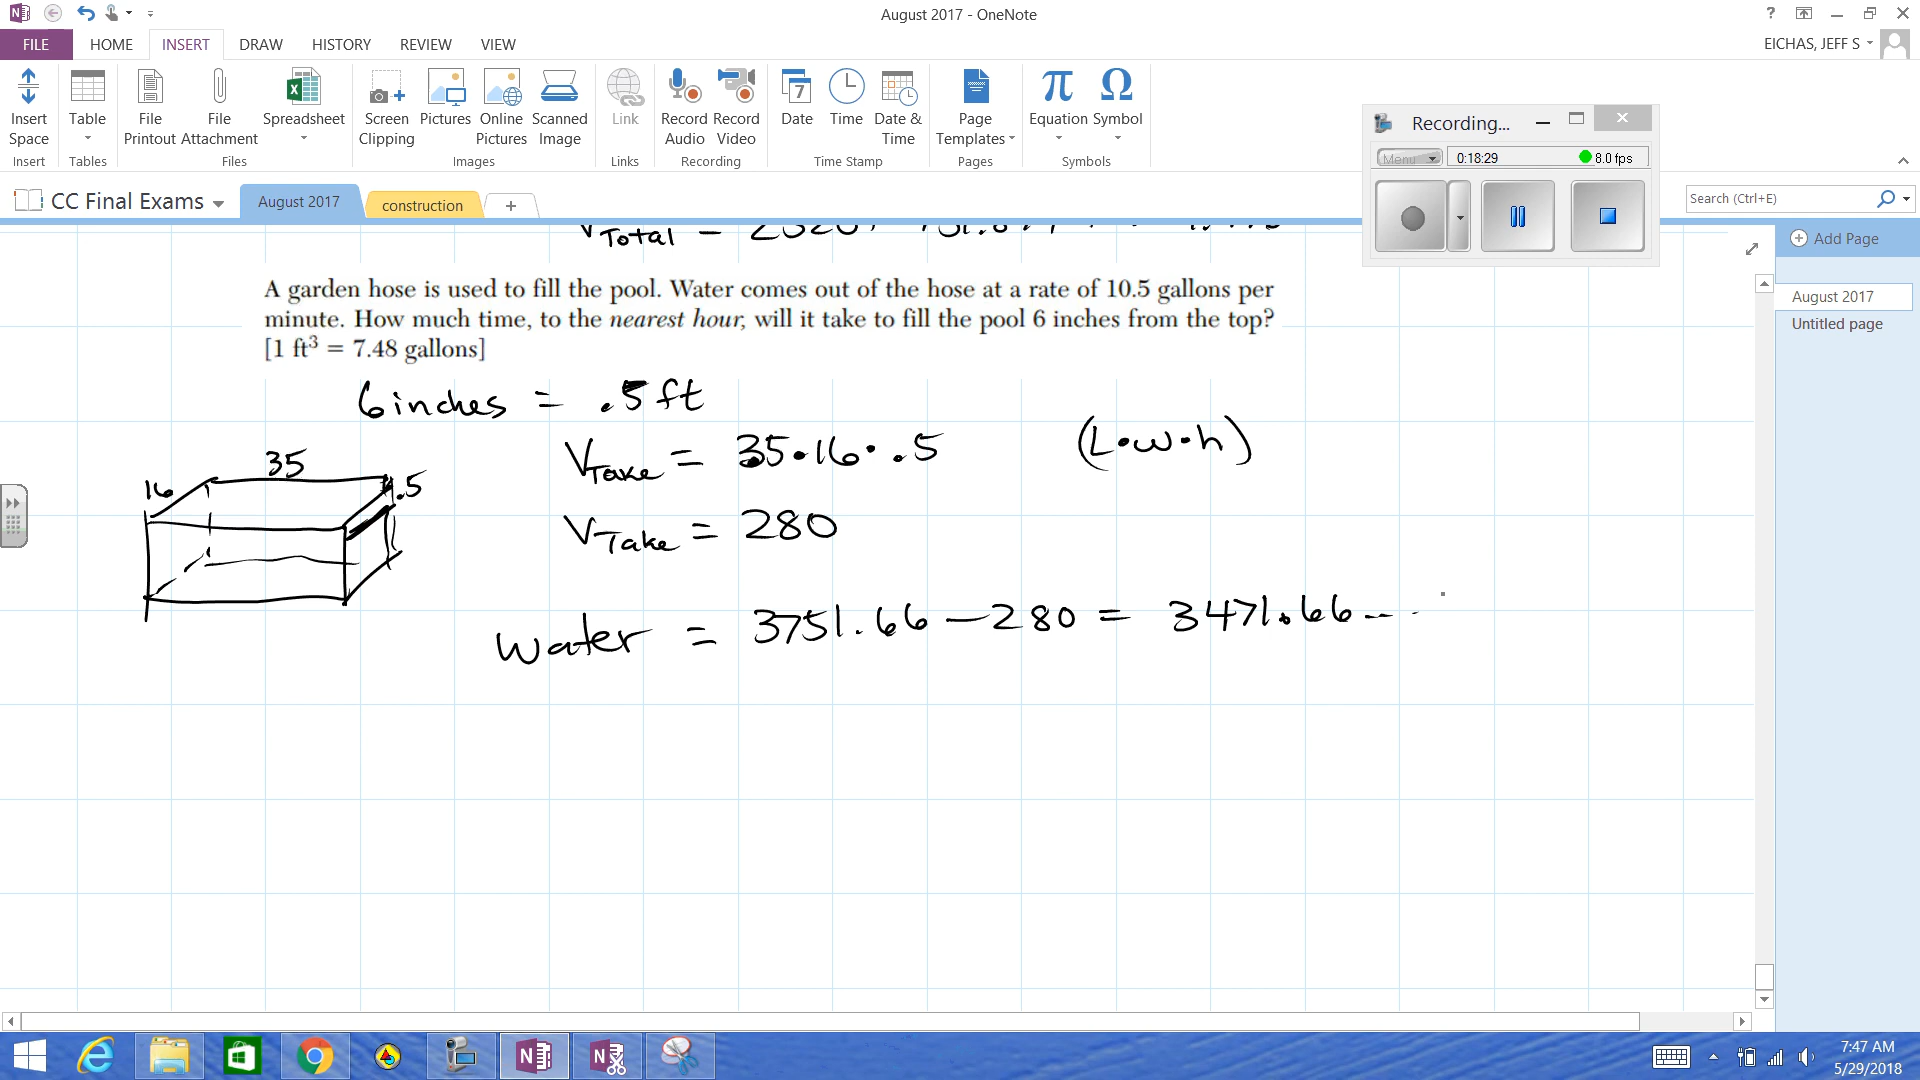 August 2017 - OneNote
?
FILE HOME INSERT DRAW HISTORY REVIEW VIEW
EICHAS, JEFF S
Insert Space
Table
File Printout
File Attachment
Spreadsheet
Screen Clipping
Pictures
Online Pictures
Scanned Image
Link
Record Audio
Record Video
Date
Time
Date & Time
Page Templates
π Equation
Ω Symbol
Insert Tables Files Images Links Recording Time Stamp Pages Symbols
Recording...
Menu 0:18:29 8.0 fps
CC Final Exams August 2017 construction +
Search (Ctrl+E)
Add Page
August 2017
Untitled page
VTotal =
A garden hose is used to fill the pool. Water comes out of the hose at a rate of 10.5 gallons per
minute. How much time, to the nearest hour, will it take to fill the pool 6 inches from the top?
[1 ft³ = 7.48 gallons]
6 inches = .5 ft
VTake = 35·16· .5 (L·w·h)
35
16
.5
VTake = 280
Water = 3751.66 – 280 = 3471.66 - -
7:47 AM
5/29/2018